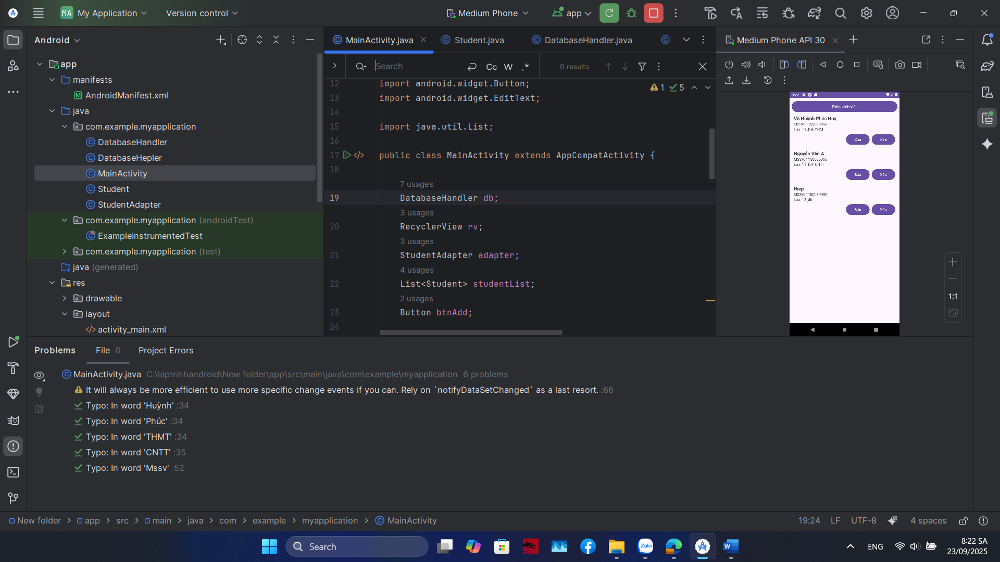 MA My Application
Version control
Medium Phone
app
Android
MainActivity.java
Student.java
DatabaseHandler.java
Medium Phone API 30
Search
Cc W .*
0 results
app
manifests
AndroidManifest.xml
java
com.example.myapplication
DatabaseHandler
DatabaseHepler
MainActivity
Student
StudentAdapter
com.example.myapplication (androidTest)
ExampleInstrumentedTest
com.example.myapplication (test)
java (generated)
res
drawable
layout
activity_main.xml
12 import android.widget.Button;
1 5
13 import android.widget.EditText;
14
15 import java.util.List;
16
17 public class MainActivity extends AppCompatActivity {
18
7 usages
19 DatabaseHandler db;
3 usages
20 RecyclerView rv;
3 usages
21 StudentAdapter adapter;
4 usages
22 List<Student> studentList;
2 usages
23 Button btnAdd;
24
8:22
Thêm sinh viên
Võ Huỳnh Phúc Huy
MSSV: 1150080055
Lớp: 11_ĐH_THM
Sửa Xóa
Nguyễn Văn A
MSSV: 1150080066
Lớp: 11_ĐH_CNTT
Sửa Xóa
Hiep
MSSV: 1150080055
Lớp: 12_dh
Sửa Xóa
1:1
Problems
File 6
Project Errors
MainActivity.java C:\laptrinhandroid\New folder\app\src\main\java\com\example\myapplication 6 problems
It will always be more efficient to use more specific change events if you can. Rely on `notifyDataSetChanged` as a last resort. :66
Typo: In word 'Huỳnh' :34
Typo: In word 'Phúc' :34
Typo: In word 'THMT' :34
Typo: In word 'CNTT' :35
Typo: In word 'Mssv' :52
New folder > app > src > main > java > com > example > myapplication > MainActivity
19:24 LF UTF-8 4 spaces
Search
Zalo
W
ENG
8:22 SA
23/09/2025